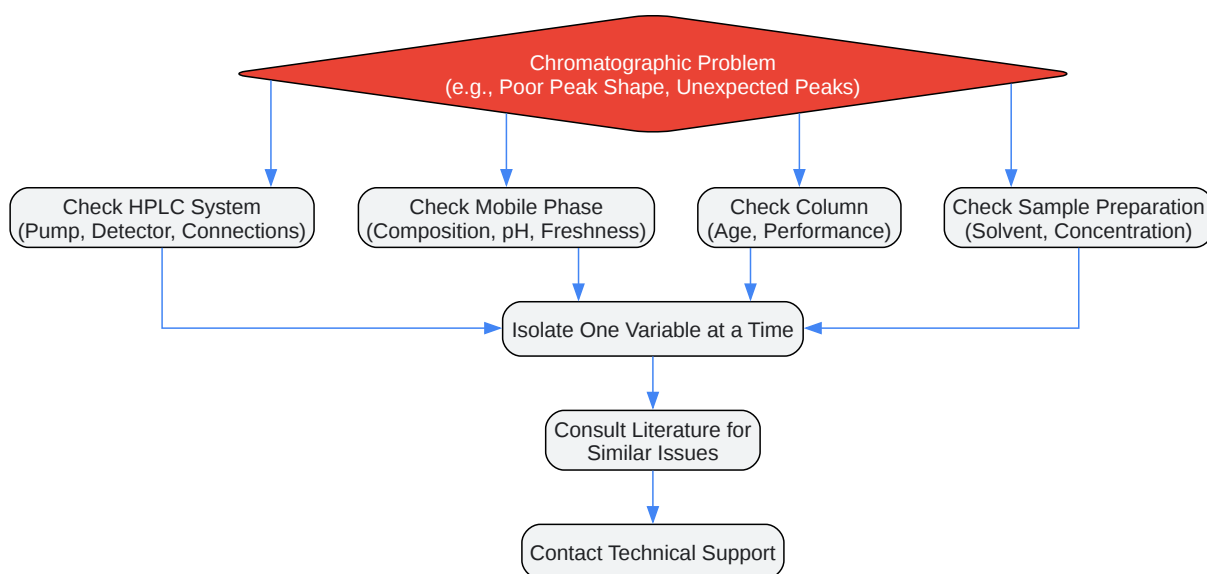 Chromatographic Problem
(e.g., Poor Peak Shape, Unexpected Peaks)
Check HPLC System
(Pump, Detector, Connections)
Check Mobile Phase
(Composition, pH, Freshness)
Check Column
(Age, Performance)
Check Sample Preparation
(Solvent, Concentration)
Isolate One Variable at a Time
Consult Literature for
Similar Issues
Contact Technical Support